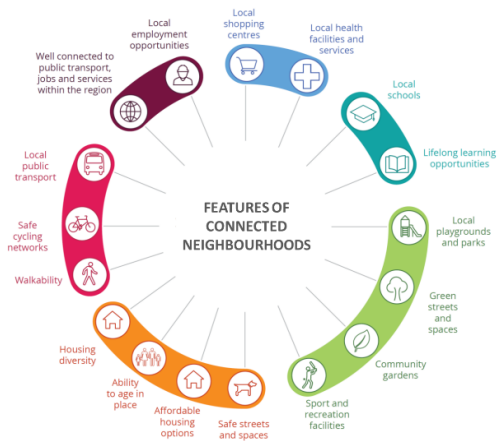 Local
shopping
centres
Local health
facilities and
services
Local
schools
Lifelong learning
opportunities
Local
playgrounds
and parks
Green
streets
and
spaces
Community
gardens
Sport and
recreation
facilities
Safe streets
and spaces
Affordable
housing
options
Ability
to age in
place
Housing
diversity
Walkability
Safe
cycling
networks
Local
public
transport
Well connected to
public transport,
jobs and services
within the region
Local
employment
opportunities
FEATURES OF
CONNECTED
NEIGHBOURHOODS